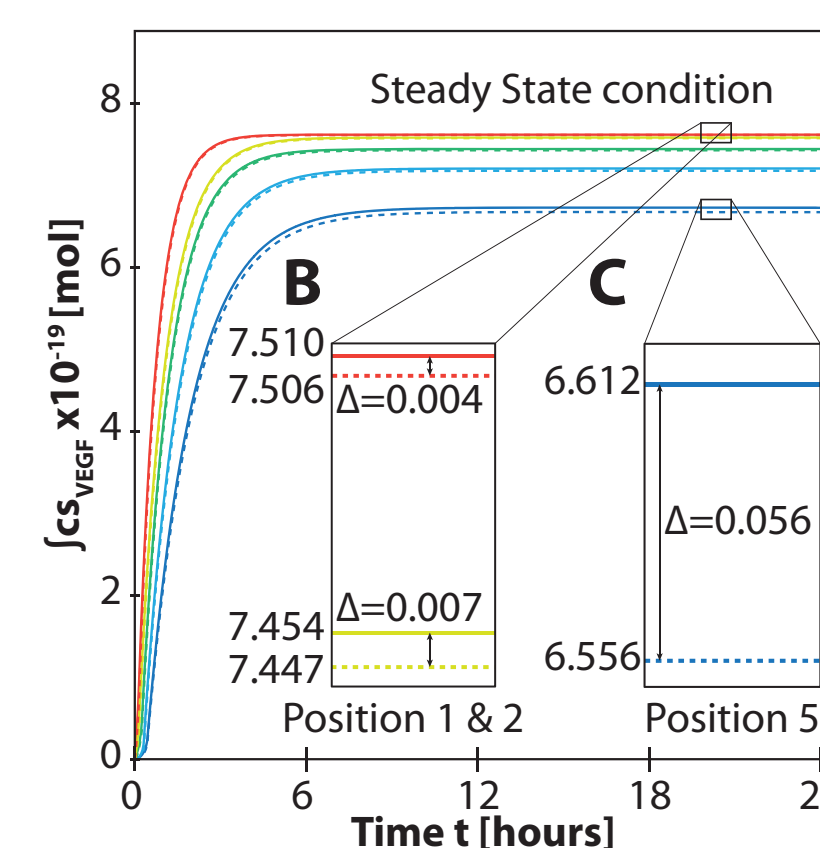 Steady State condition
8
6
4
2
0
∫cs_VEGF x10^-19 [mol]
B
C
7.510
7.506
Δ=0.004
7.454
Δ=0.007
7.447
Position 1 & 2
6.612
Δ=0.056
6.556
Position 5
0
6
12
18
2
Time t [hours]